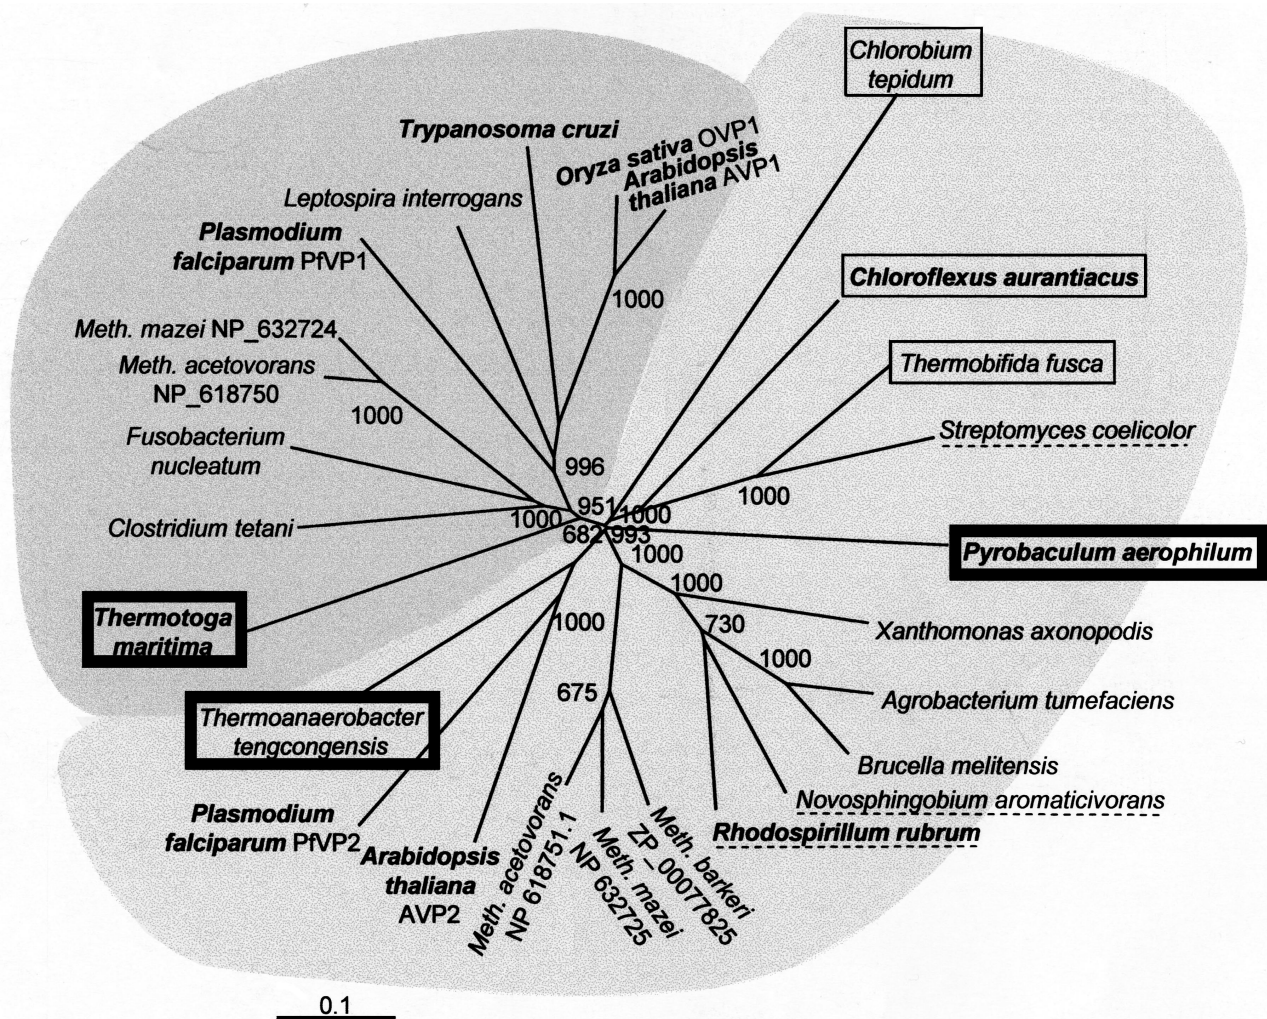 Chlorobium
tepidum
Trypanosoma cruzi
Oryza sativa OVP1
Arabidopsis
thaliana AVP1
Leptospira interrogans
Plasmodium
falciparum PfVP1
1000
Chloroflexus aurantiacus
Meth. mazei NP_632724
Meth. acetovorans
NP_618750
1000
Thermobifida fusca
Fusobacterium
nucleatum
Streptomyces coelicolor
996
1000
Clostridium tetani
1000
951
1000
682
993
1000
Pyrobaculum aerophilum
Thermotoga
maritima
1000
1000
730
Xanthomonas axonopodis
1000
675
Agrobacterium tumefaciens
Thermoanaerobacter
tengcongensis
Brucella melitensis
Novosphingobium aromaticivorans
Rhodospirillum rubrum
Plasmodium
falciparum PfVP2
Arabidopsis
thaliana
AVP2
Meth. acetovorans
NP 618751.1
Meth. mazei
NP 632725
Meth. barkeri
ZP_00077825
0.1